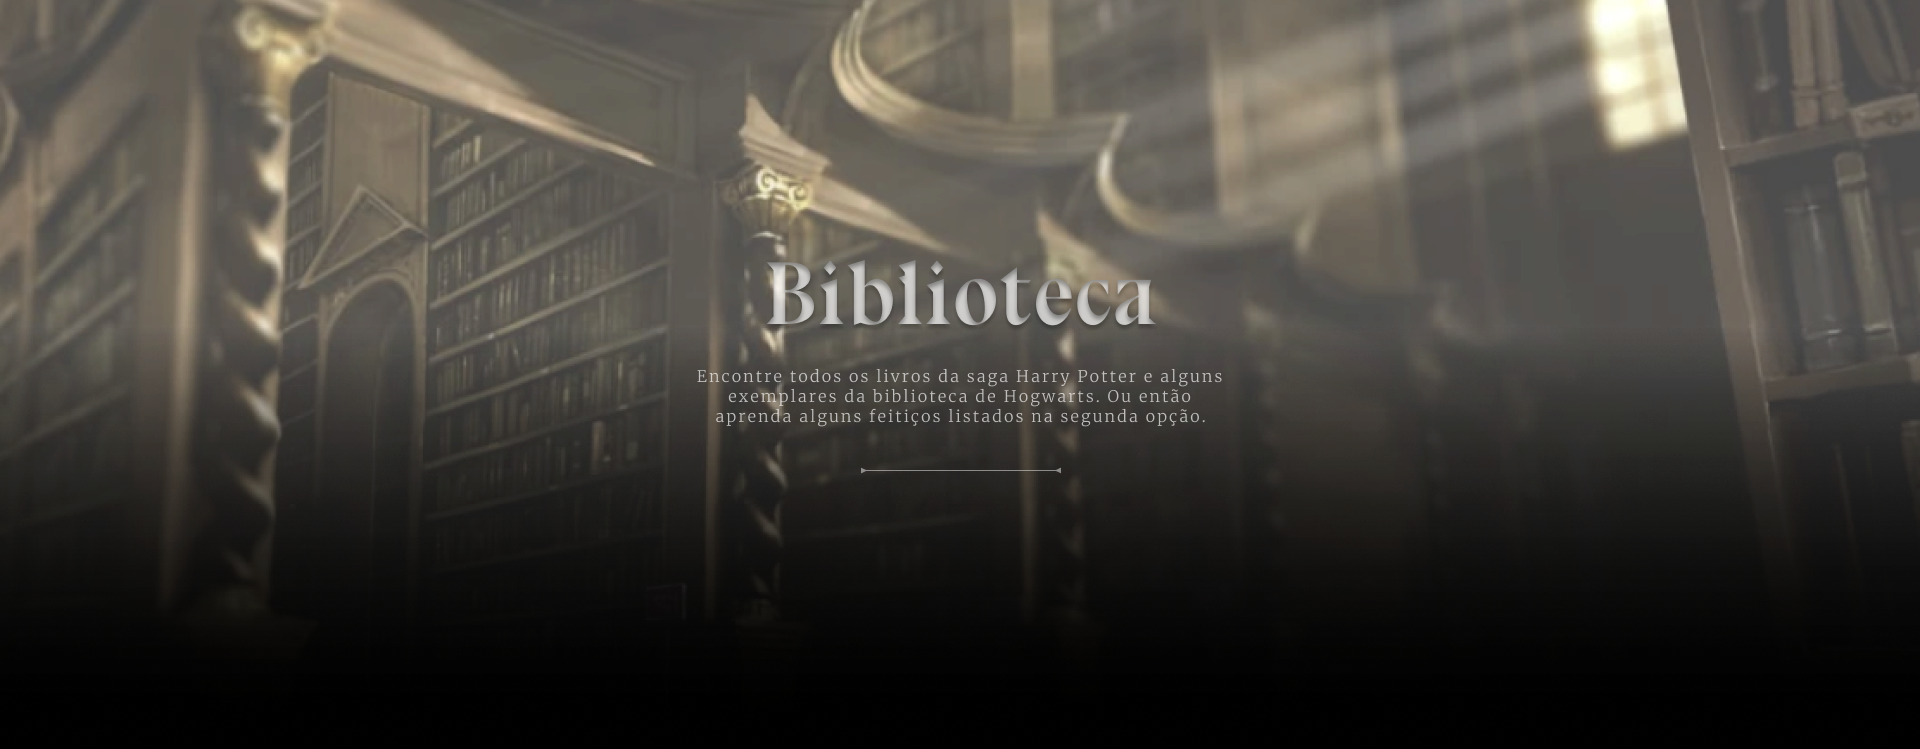 Biblioteca
Encontre todos os livros da saga Harry Potter e alguns
exemplares da biblioteca de Hogwarts. Ou então
aprenda alguns feitiços listados na segunda opção.